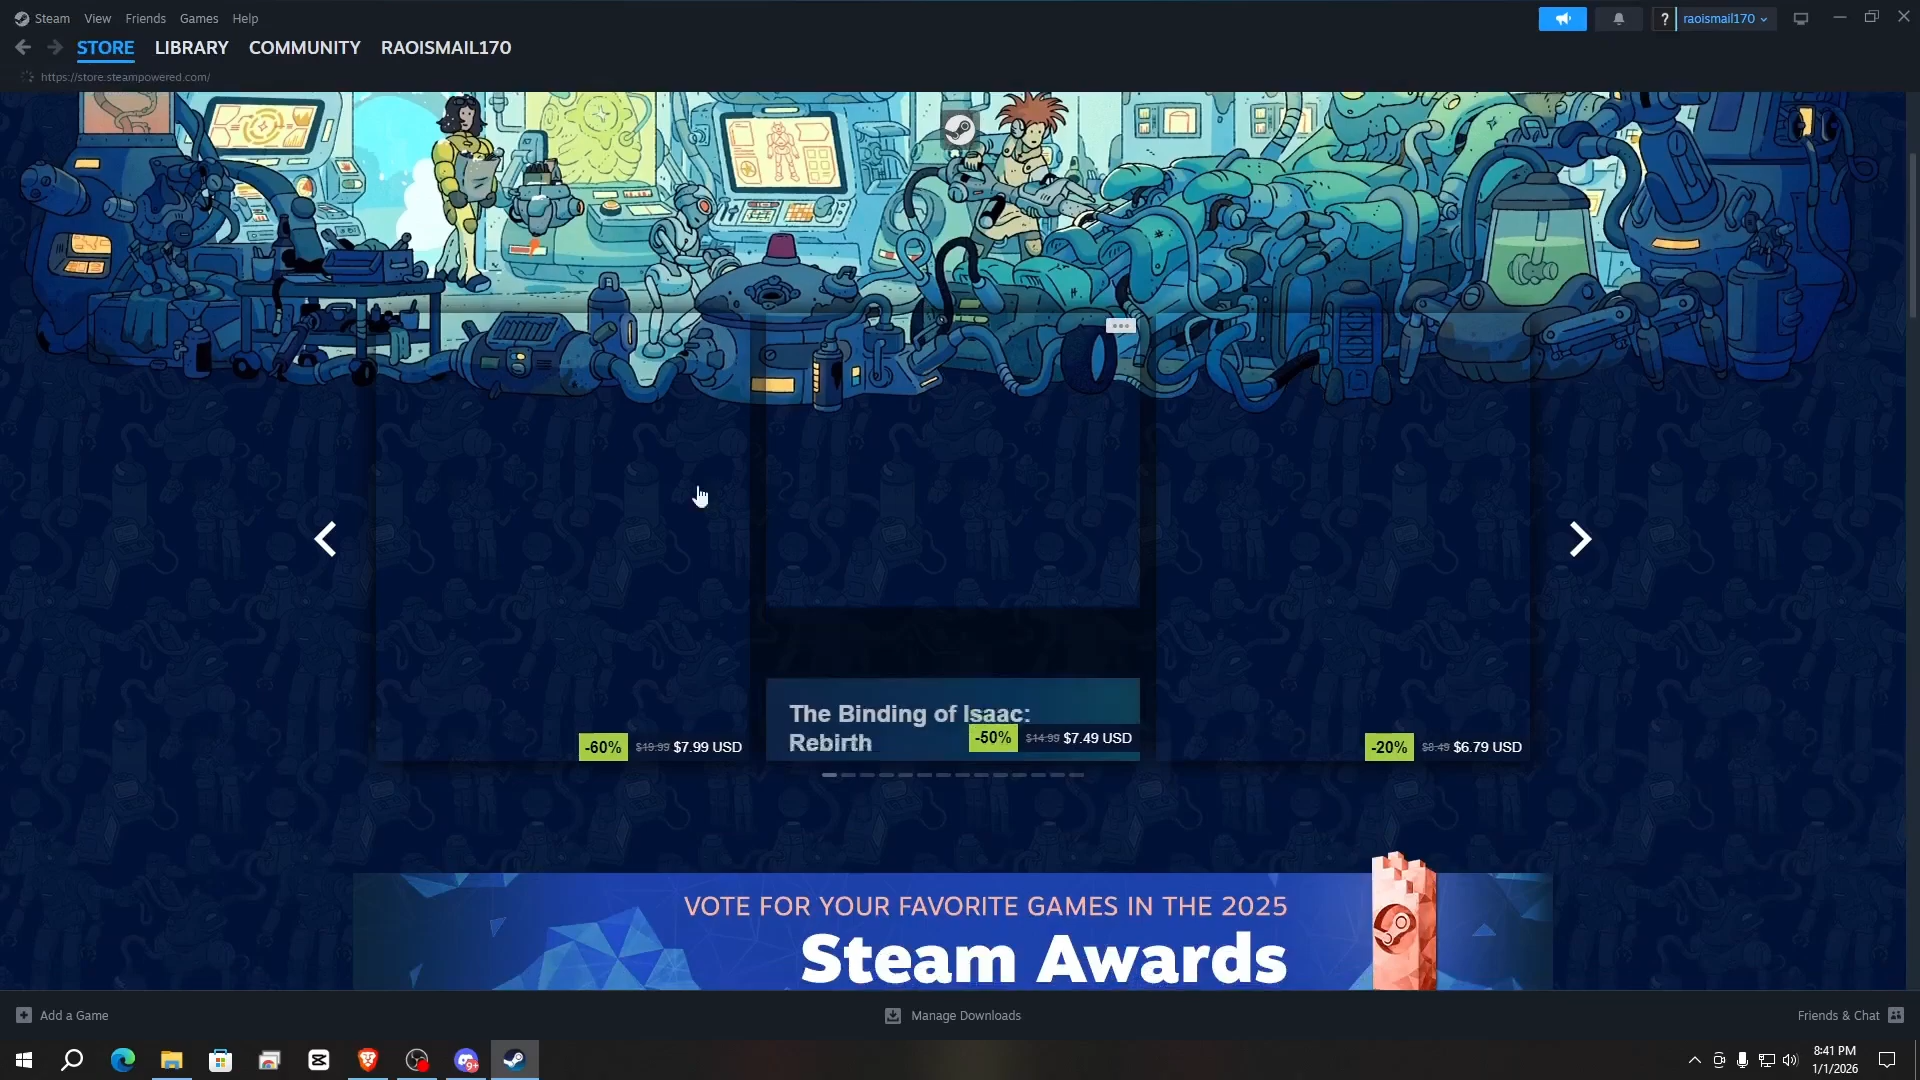 Steam View Friends Games Help
? raoismail170
STORE LIBRARY COMMUNITY RAOISMAIL170
https://store.steampowered.com/
The Binding of Isaac:
Rebirth
-60% $19.99 $7.99 USD
-50% $14.99 $7.49 USD
-20% $8.49 $6.79 USD
VOTE FOR YOUR FAVORITE GAMES IN THE 2025
Steam Awards
Add a Game
Manage Downloads
Friends & Chat
9+
8:41 PM
1/1/2026